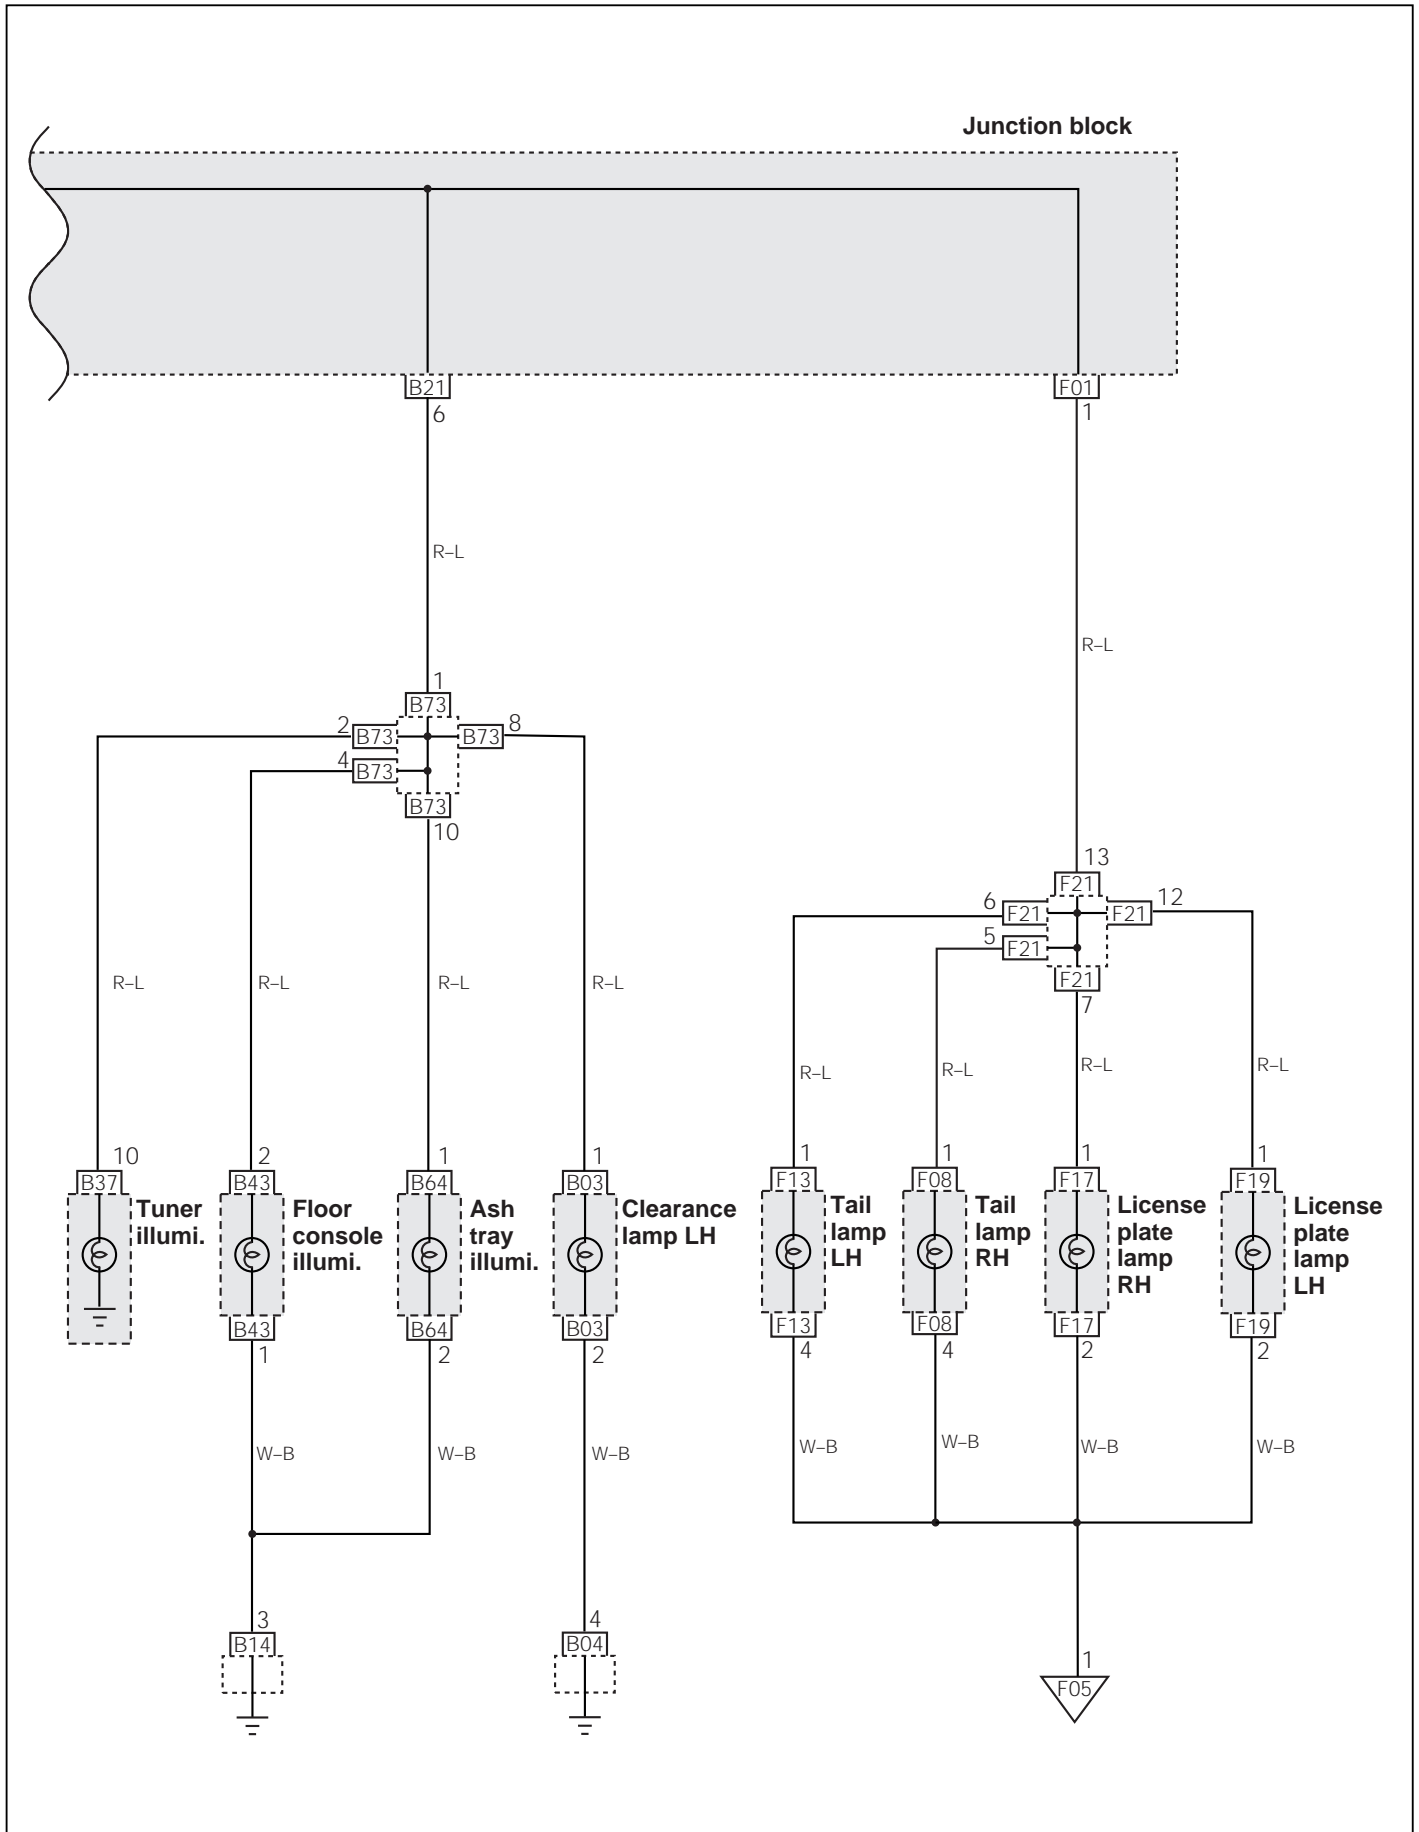 Junction block
B21
F01
6
1
R–L
R–L
1
B73
2
B73
B73
8
4
B73
B73
10
13
F21
6
F21
F21
12
5
F21
F21
7
R–L
R–L
R–L
R–L
R–L
R–L
R–L
R–L
10
2
1
1
1
1
1
1
B37
B43
B64
B03
F13
F08
F17
F19
Tuner
illumi.
Floor
console
illumi.
Ash
tray
illumi.
Clearance
lamp LH
Tail
lamp
LH
Tail
lamp
RH
License
plate
lamp
RH
License
plate
lamp
LH
B43
B64
B03
F13
F08
F17
F19
1
2
2
4
4
2
2
W–B
W–B
W–B
W–B
W–B
W–B
W–B
3
B14
4
B04
1
F05